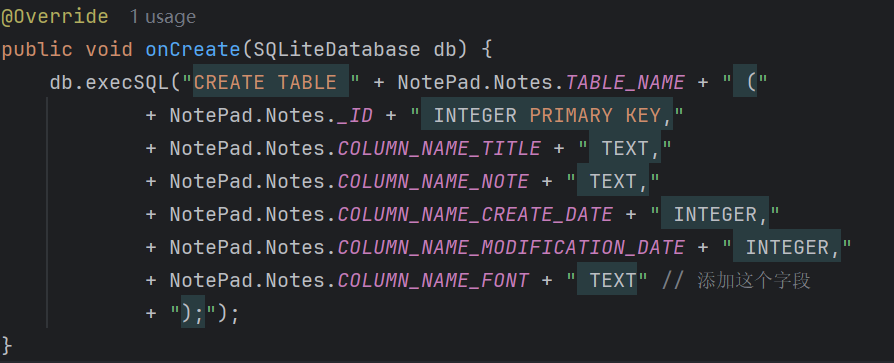 @Override 1 usage
public void onCreate(SQLiteDatabase db) {
db.execSQL("CREATE TABLE " + NotePad.Notes.TABLE_NAME + " ("
+ NotePad.Notes._ID + " INTEGER PRIMARY KEY,"
+ NotePad.Notes.COLUMN_NAME_TITLE + " TEXT,"
+ NotePad.Notes.COLUMN_NAME_NOTE + " TEXT,"
+ NotePad.Notes.COLUMN_NAME_CREATE_DATE + " INTEGER,"
+ NotePad.Notes.COLUMN_NAME_MODIFICATION_DATE + " INTEGER,"
+ NotePad.Notes.COLUMN_NAME_FONT + " TEXT" // 添加这个字段
+ ");");
}